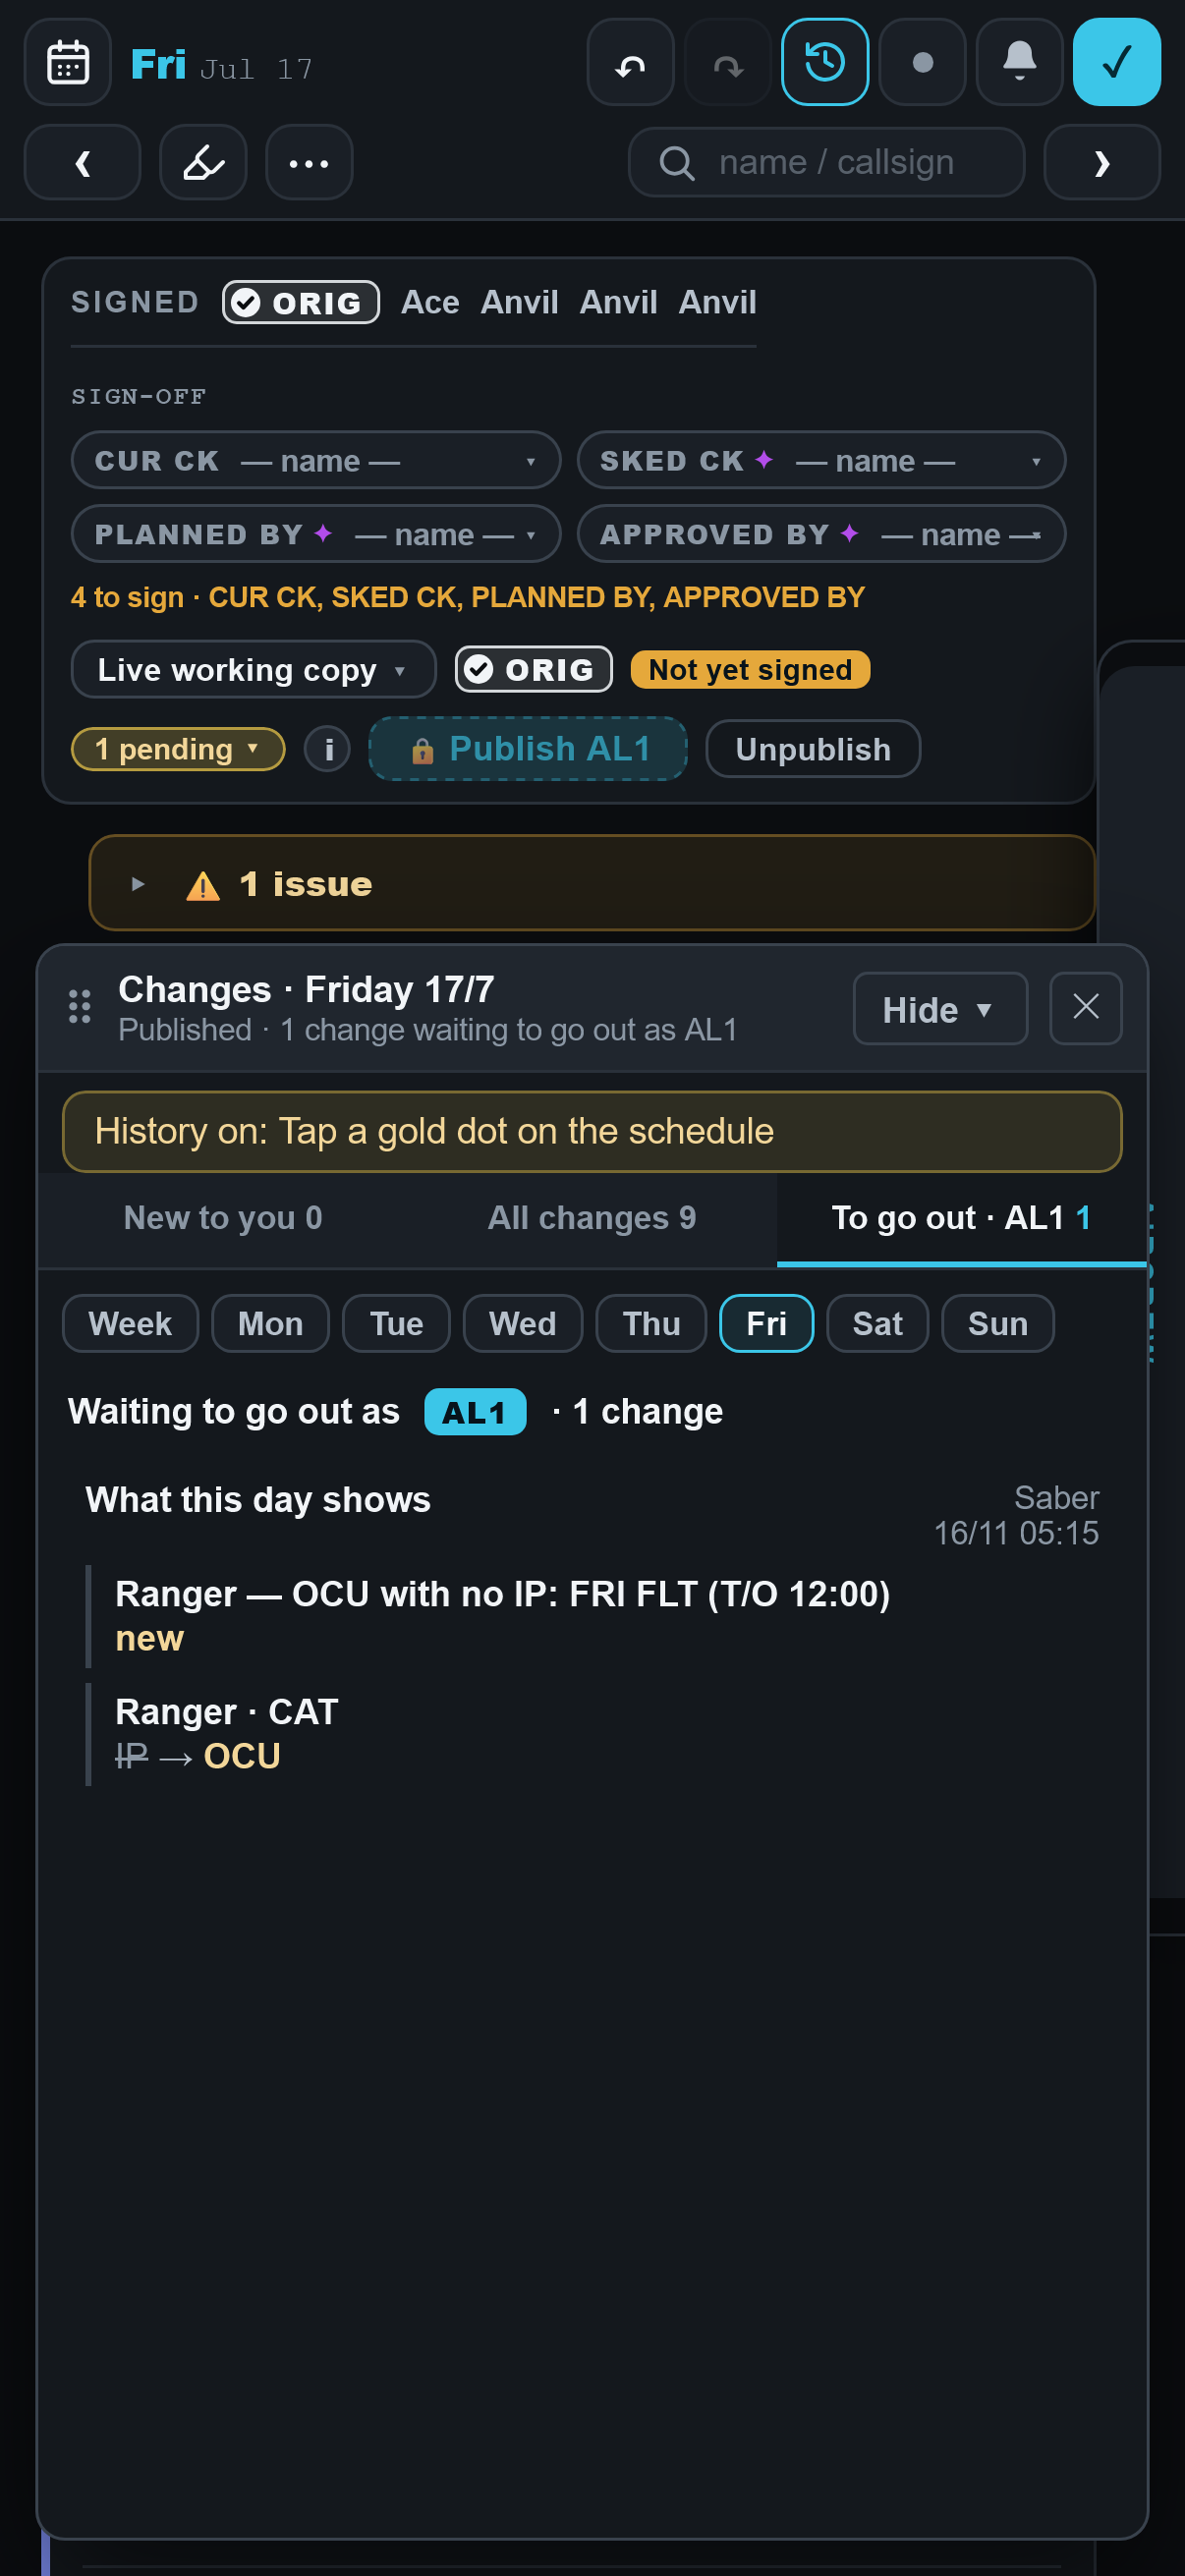 Fri Jul 17
name / callsign
SIGNED ORIG Ace Anvil Anvil Anvil
SIGN-OFF
CUR CK — name —
SKED CK — name —
PLANNED BY — name —
APPROVED BY — name —
4 to sign · CUR CK, SKED CK, PLANNED BY, APPROVED BY
Live working copy ORIG Not yet signed
1 pending i Publish AL1 Unpublish
1 issue
Changes · Friday 17/7
Published · 1 change waiting to go out as AL1
Hide
History on: Tap a gold dot on the schedule
New to you 0 All changes 9 To go out · AL1 1
Week Mon Tue Wed Thu Fri Sat Sun
Waiting to go out as AL1 · 1 change
What this day shows
Saber
16/11 05:15
Ranger — OCU with no IP: FRI FLT (T/O 12:00)
new
Ranger · CAT
IP → OCU